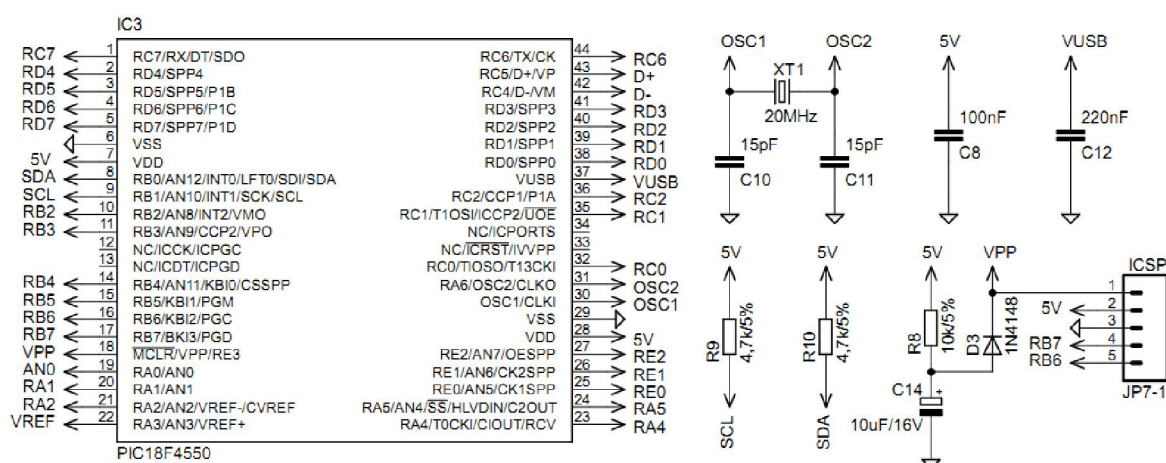 IC3
RC7 1 RC7/RX/DT/SDO RC6/TX/CK 44 RC6
RD4 2 RD4/SPP4 RC5/D+/VP 43 D+
RD5 3 RD5/SPP5/P1B RC4/D-/VM 42 D-
RD6 4 RD6/SPP6/P1C RD3/SPP3 41 RD3
RD7 5 RD7/SPP7/P1D RD2/SPP2 40 RD2
6 VSS RD1/SPP1 39 RD1
5V 7 VDD RD0/SPP0 38 RD0
SDA 8 RB0/AN12/INT0/LFT0/SDI/SDA VUSB 37 VUSB
SCL 9 RB1/AN10/INT1/SCK/SCL RC2/CCP1/P1A 36 RC2
RB2 10 RB2/AN8/INT2/VMO RC1/T1OSI/ICCP2/UOE 35 RC1
RB3 11 RB3/AN9/CCP2/VPO NC/ICPORTS 34
12 NC/ICCK/ICPGC NC/ICRST/IVVPP 33
13 NC/ICDT/ICPGD RC0/TIOSO/T13CKI 32 RC0
RB4 14 RB4/AN11/KBI0/CSSPP RA6/OSC2/CLKO 31 OSC2
RB5 15 RB5/KBI1/PGM OSC1/CLKI 30 OSC1
RB6 16 RB6/KBI2/PGC VSS 29
RB7 17 RB7/BKI3/PGD VDD 28 5V
VPP 18 MCLR/VPP/RE3 RE2/AN7/OESPP 27 RE2
AN0 19 RA0/AN0 RE1/AN6/CK2SPP 26 RE1
RA1 20 RA1/AN1 RE0/AN5/CK1SPP 25 RE0
RA2 21 RA2/AN2/VREF-/CVREF RA5/AN4/SS/HLVDIN/C2OUT 24 RA5
VREF 22 RA3/AN3/VREF+ RA4/T0CKI/CIOUT/RCV 23 RA4
PIC18F4550
OSC1 OSC2 5V VUSB
XT1
20MHz
15pF 15pF 100nF 220nF
C10 C11 C8 C12
5V 5V 5V VPP
ICSP
1
5V 2
3
RB7 4
RB6 5
JP7-1
R9 4,7k/5%
R10 4,7k/5%
R8 10k/5%
D3 1N4148
C14 +
10uF/16V
SCL SDA